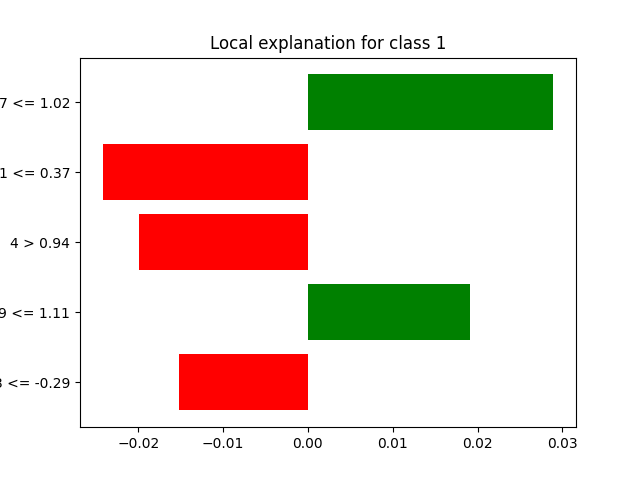 Local explanation for class 1
7 <= 1.02
1 <= 0.37
4 > 0.94
9 <= 1.11
<= -0.29
−0.02 −0.01 0.00 0.01 0.02 0.03